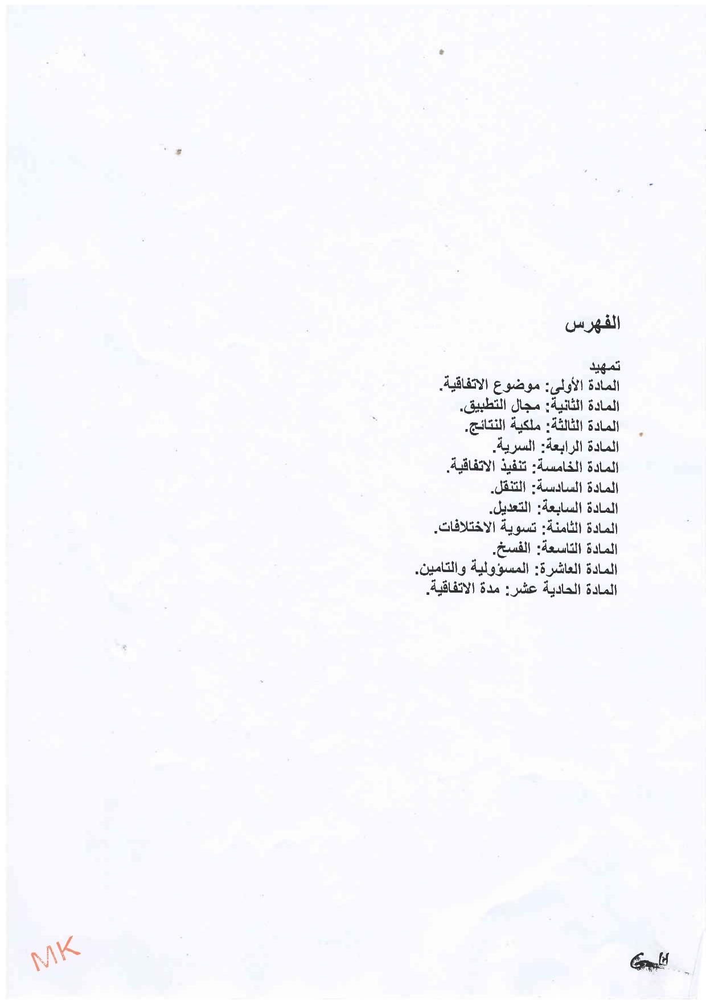 الفهرس
تمهيد
المادة الأولى: موضوع الاتفاقية.
المادة الثانية: مجال التطبيق.
المادة الثالثة: ملكية النتائج.
المادة الرابعة: السرية.
المادة الخامسة: تنفيذ الاتفاقية.
المادة السادسة: التنقل.
المادة السابعة: التعديل.
المادة الثامنة: تسوية الاختلافات.
المادة التاسعة: الفسخ.
المادة العاشرة: المسؤولية والتامين.
المادة الحادية عشر: مدة الاتفاقية.
MK